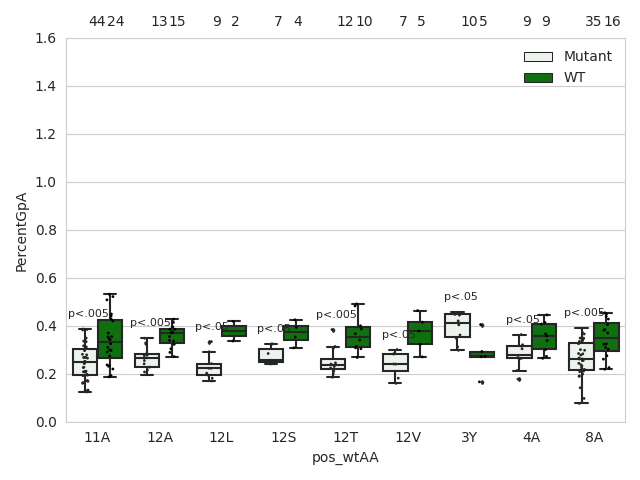 44 24 13 15 9 2 7 4 12 10 7 5 10 5 9 9 35 16
1.6
Mutant
WT
1.4
1.2
1.0
0.8
0.6
0.4
0.2
0.0
PercentGpA
p<.005
p<.005
p<.05
p<.05
p<.005
p<.05
p<.05
p<.05
p<.005
11A 12A 12L 12S 12T 12V 3Y 4A 8A
pos_wtAA